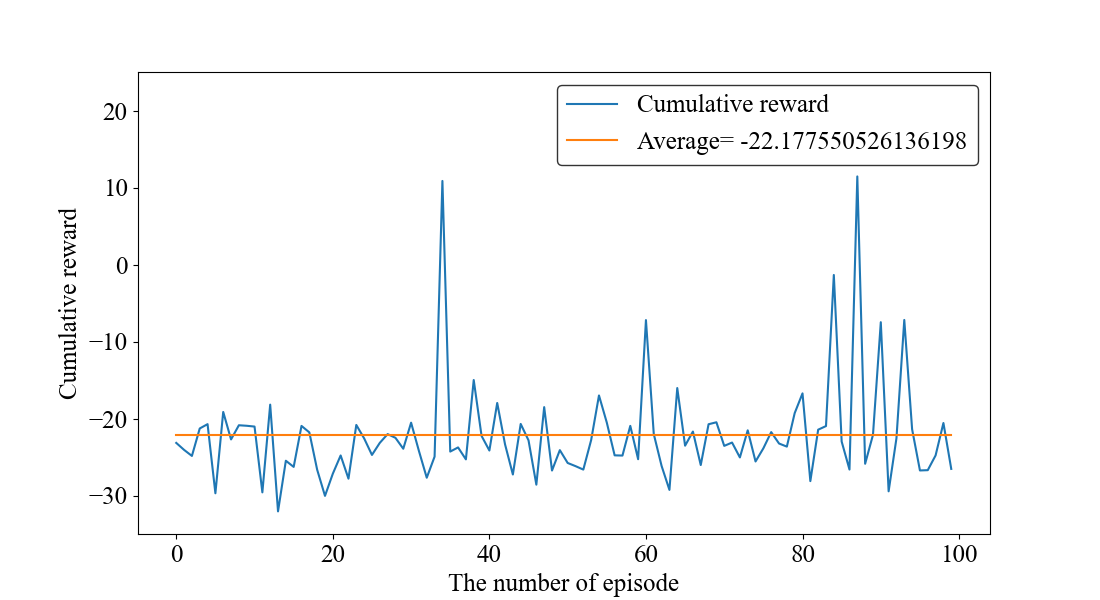 Cumulative reward
Average= -22.177550526136198
20
10
0
−10
−20
−30
Cumulative reward
0 20 40 60 80 100
The number of episode